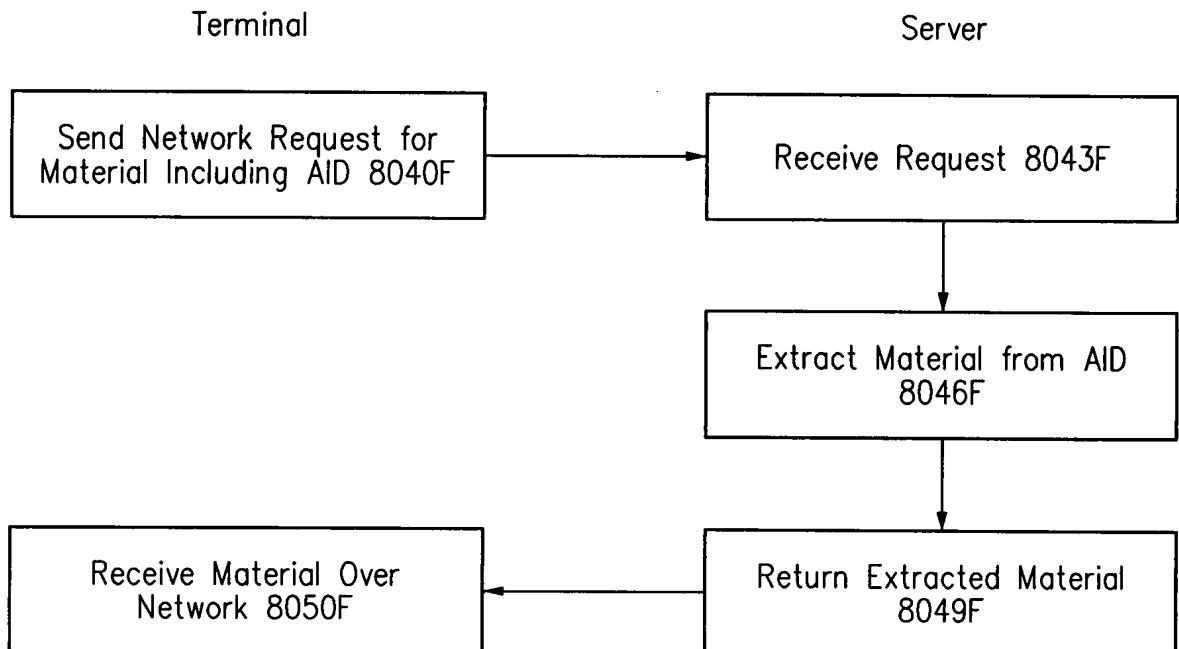 Terminal
Server
Send Network Request for
Material Including AID 8040F
Receive Request 8043F
Extract Material from AID
8046F
Receive Material Over
Network 8050F
Return Extracted Material
8049F